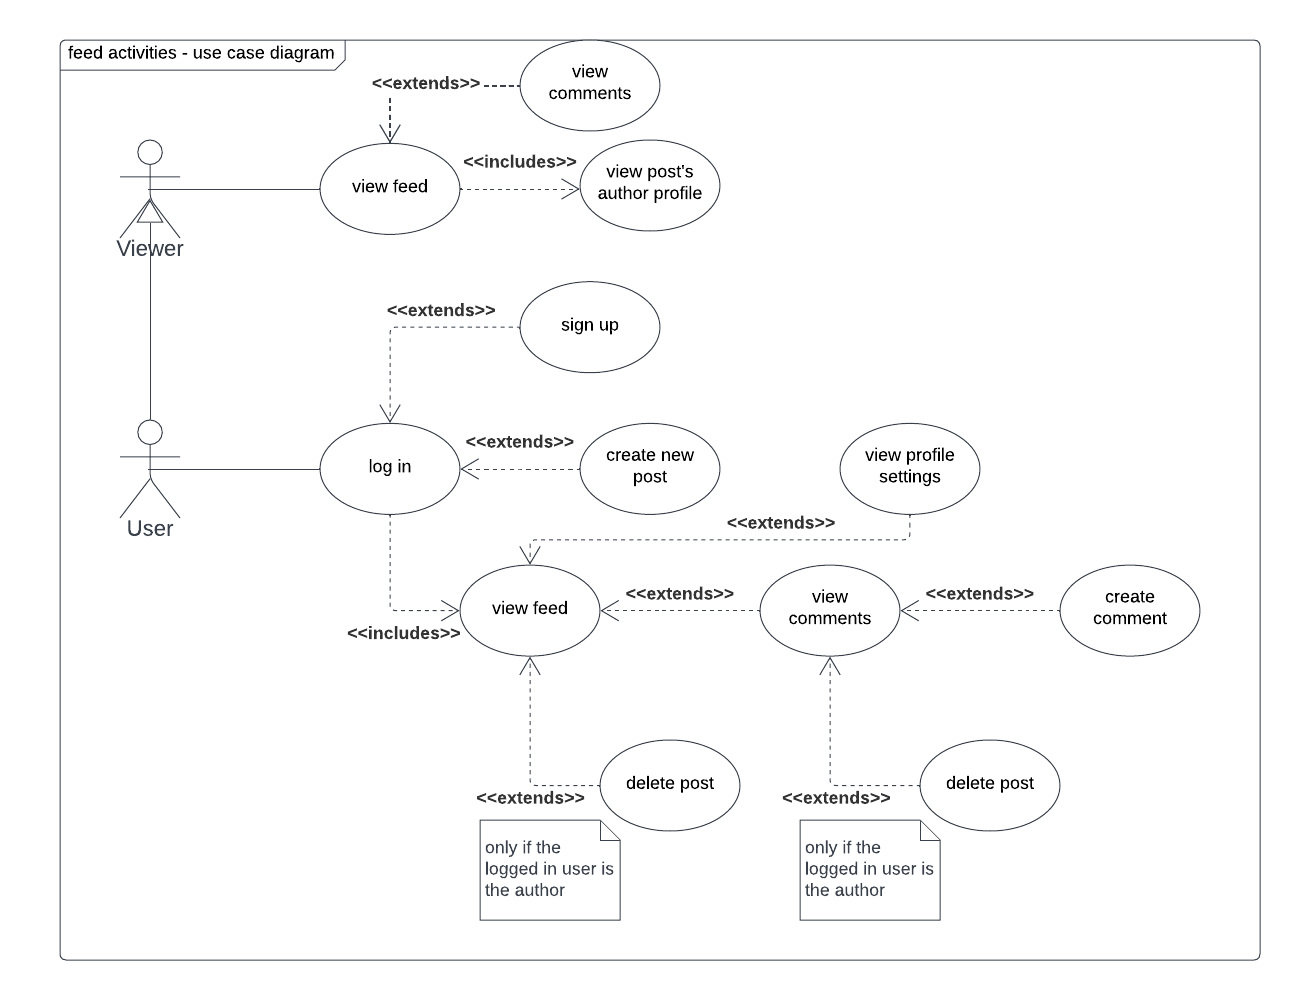 feed activities - use case diagram
<<extends>>
view
comments
<<includes>>
view feed
view post's
author profile
Viewer
<<extends>>
sign up
log in
<<extends>>
create new
post
view profile
settings
User
<<extends>>
view feed
<<extends>>
view
comments
<<extends>>
create
comment
<<includes>>
delete post
<<extends>>
delete post
<<extends>>
only if the
logged in user is
the author
only if the
logged in user is
the author